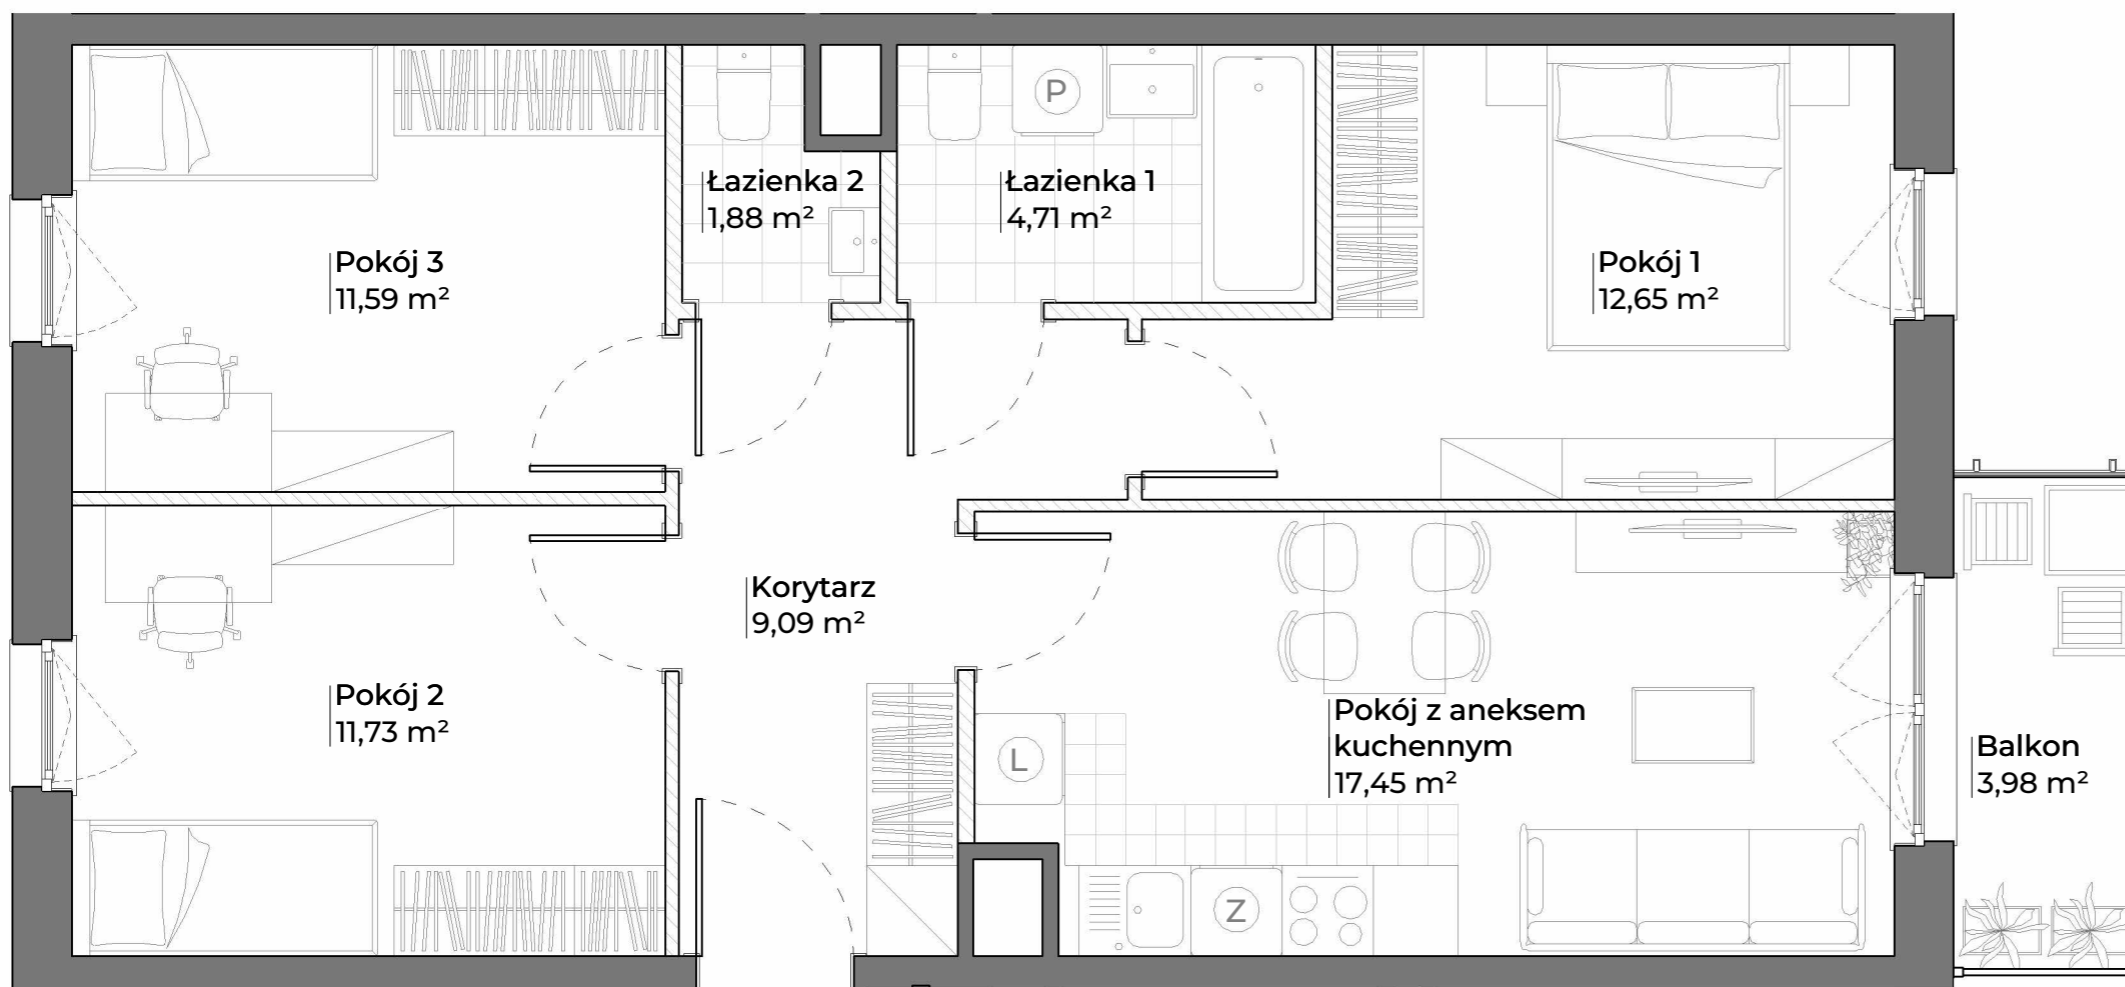 P
Łazienka 2
1,88 m²
Łazienka 1
4,71 m²
Pokój 3
11,59 m²
Pokój 1
12,65 m²
Korytarz
9,09 m²
Pokój 2
11,73 m²
Pokój z aneksem
kuchennym
17,45 m²
L
Balkon
3,98 m²
Z